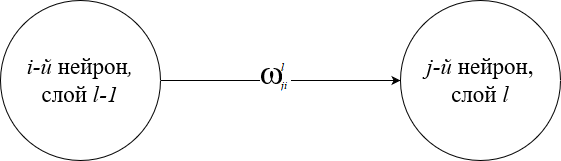 i-й нейрон,
слой l-1
ω^l_ji
j-й нейрон,
слой l